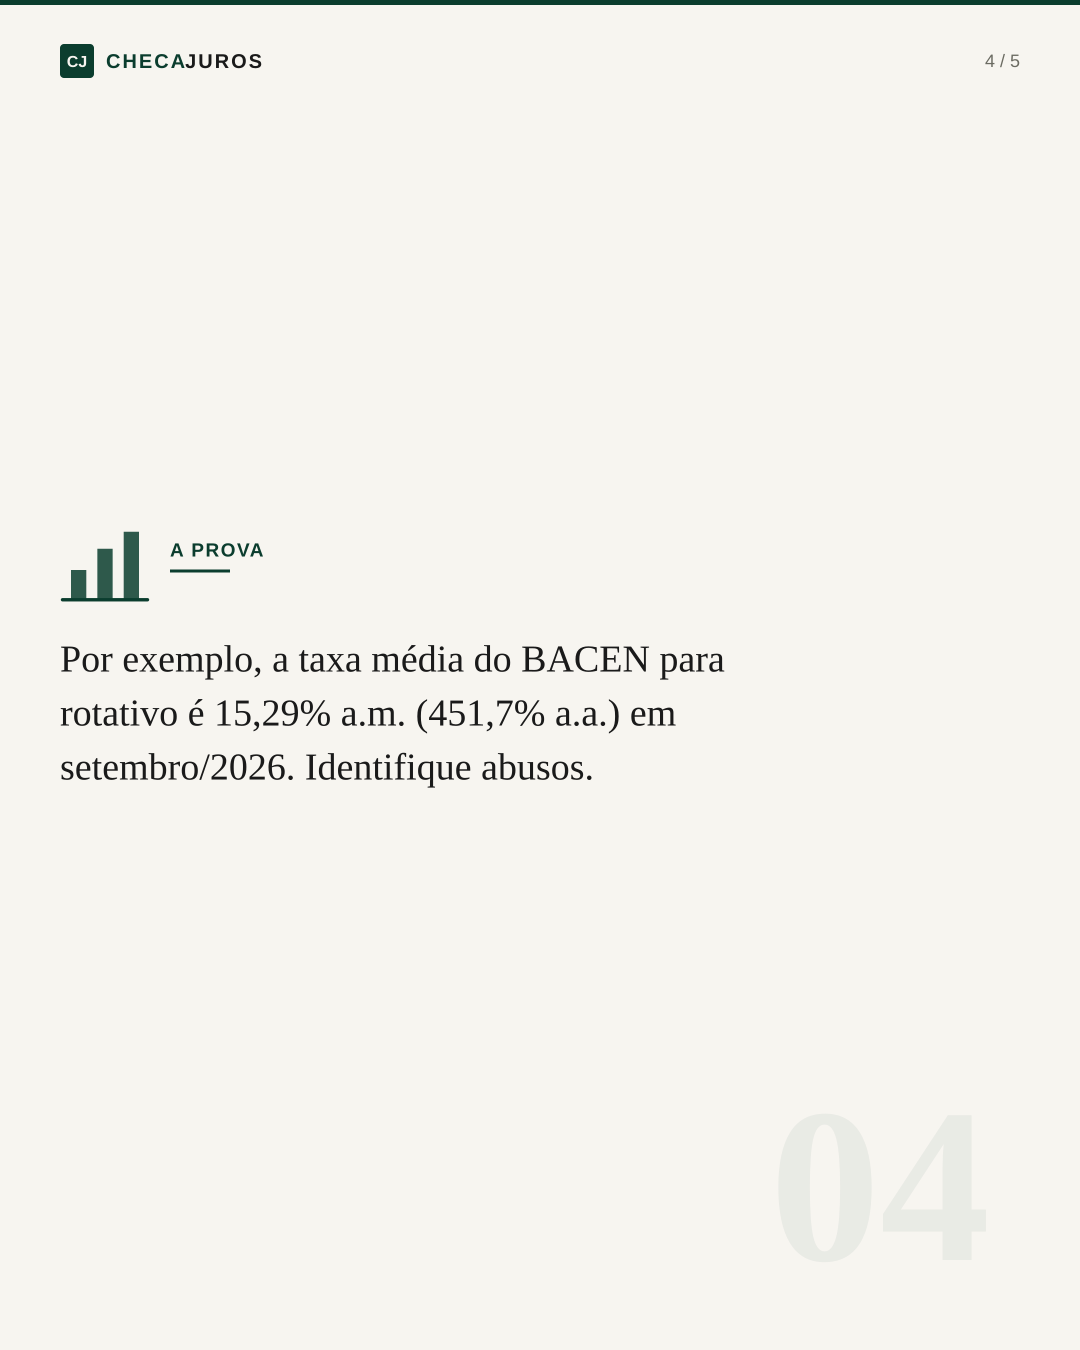 CJ CHECAJUROS
4 / 5
A PROVA
Por exemplo, a taxa média do BACEN para
rotativo é 15,29% a.m. (451,7% a.a.) em
setembro/2026. Identifique abusos.
04